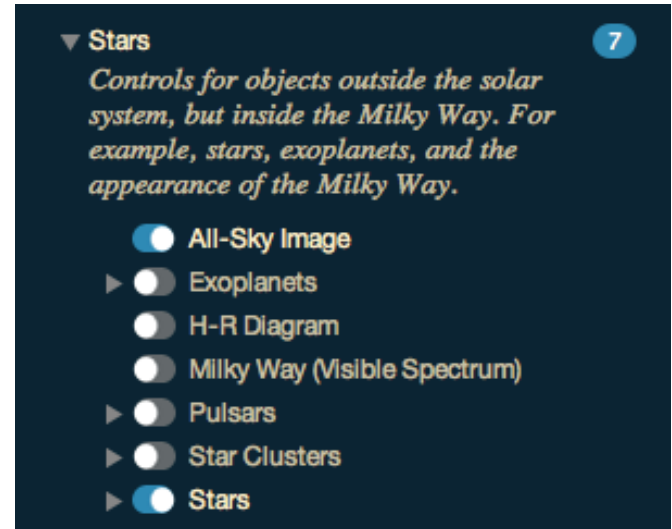 Stars 7
Controls for objects outside the solar
system, but inside the Milky Way. For
example, stars, exoplanets, and the
appearance of the Milky Way.
All-Sky Image
Exoplanets
H-R Diagram
Milky Way (Visible Spectrum)
Pulsars
Star Clusters
Stars